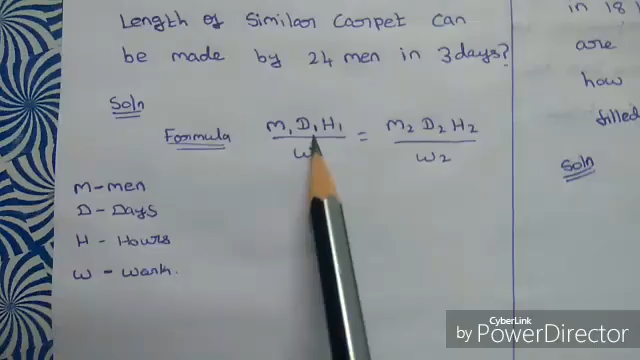 Length of Similar Carpet can
be made by 24 men in 3 days?
Soln
Formula M₁ D₁ H₁ / W = M₂ D₂ H₂ / W₂
M - men
D - Days
H - Hours
W - Work.
in 18
are
how
filled
Soln
CyberLink
by PowerDirector